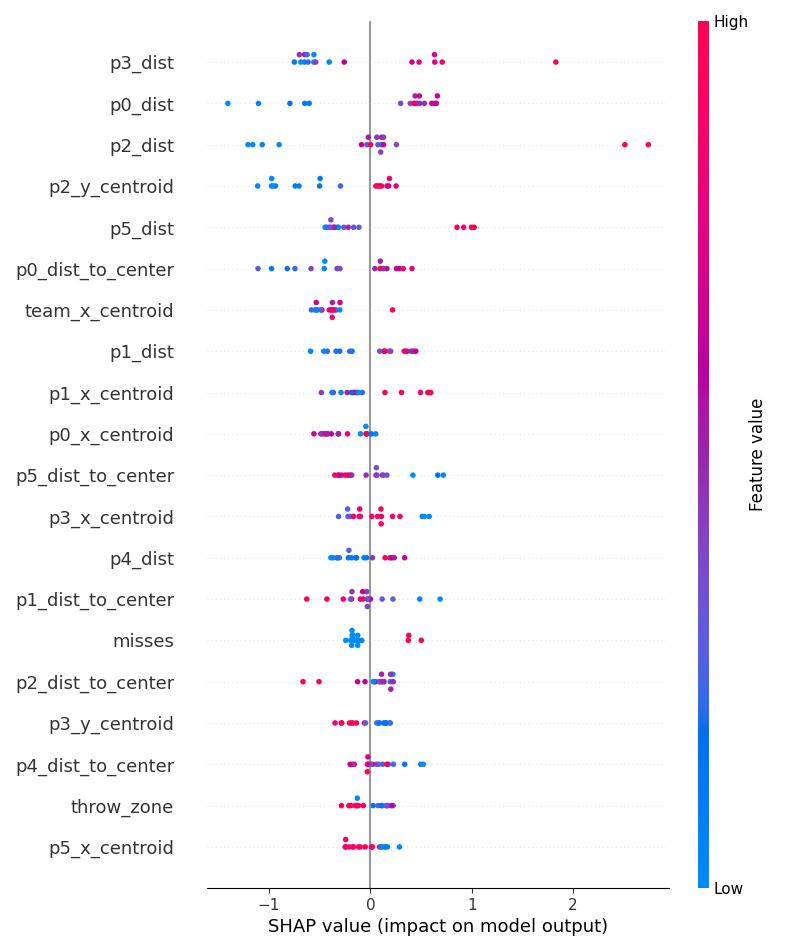 High
p3_dist
p0_dist
p2_dist
p2_y_centroid
p5_dist
p0_dist_to_center
team_x_centroid
p1_dist
p1_x_centroid
p0_x_centroid
p5_dist_to_center
p3_x_centroid
p4_dist
p1_dist_to_center
misses
p2_dist_to_center
p3_y_centroid
p4_dist_to_center
throw_zone
p5_x_centroid
Feature value
Low
−1 0 1 2
SHAP value (impact on model output)